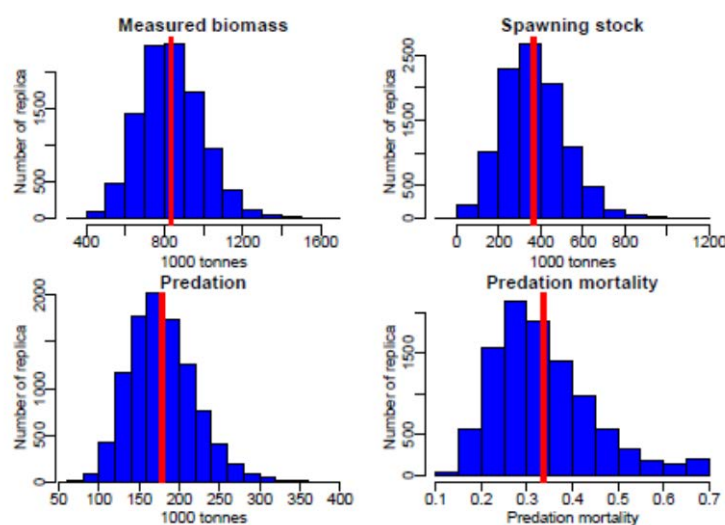 Measured biomass
Number of replica
0 500 1500
400 800 1200 1600
1000 tonnes
Spawning stock
Number of replica
0 500 1500 2500
0 200 400 600 800 1200
1000 tonnes
Predation
Number of replica
0 500 1000 2000
50 100 150 200 250 300 350 400
1000 tonnes
Predation mortality
Number of replica
0 500 1500
0.1 0.2 0.3 0.4 0.5 0.6 0.7
Predation mortality